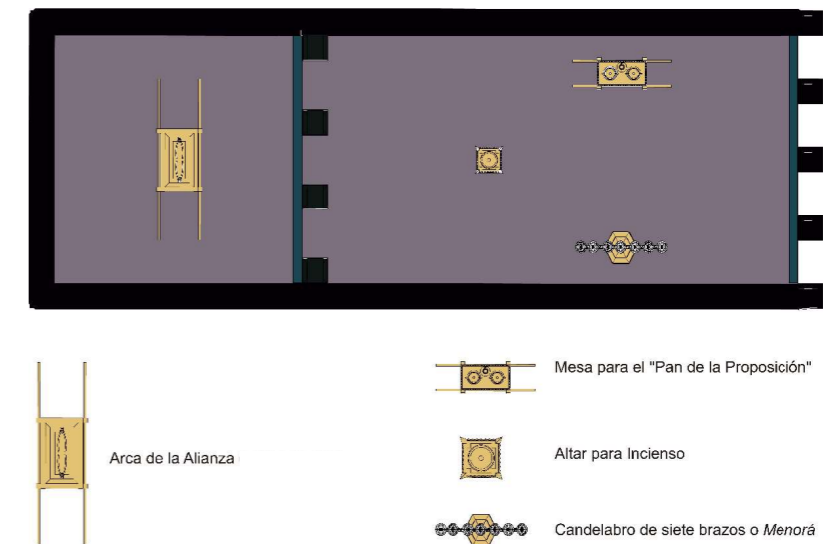 Mesa para el "Pan de la Proposición"
Arca de la Alianza
Altar para Incienso
Candelabro de siete brazos o Menorá